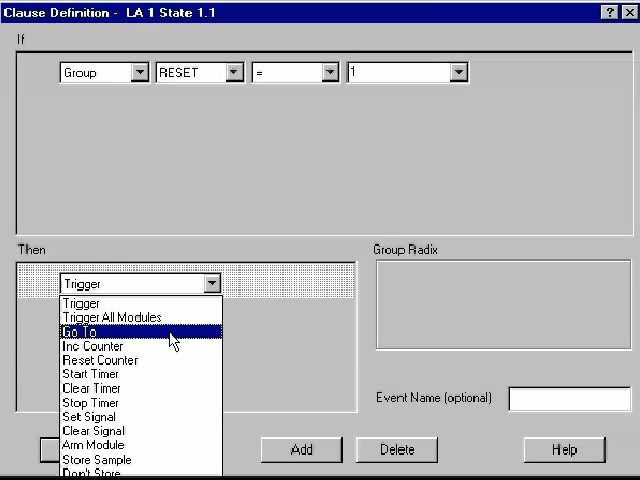 Clause Definition - LA 1 State 1.1
If
Group RESET = 1
Then
Group Radix
Trigger
Trigger
Trigger All Modules
Go To
Inc Counter
Reset Counter
Start Timer
Clear Timer
Stop Timer
Set Signal
Clear Signal
Arm Module
Store Sample
Don't Store
Event Name (optional)
Add Delete Help